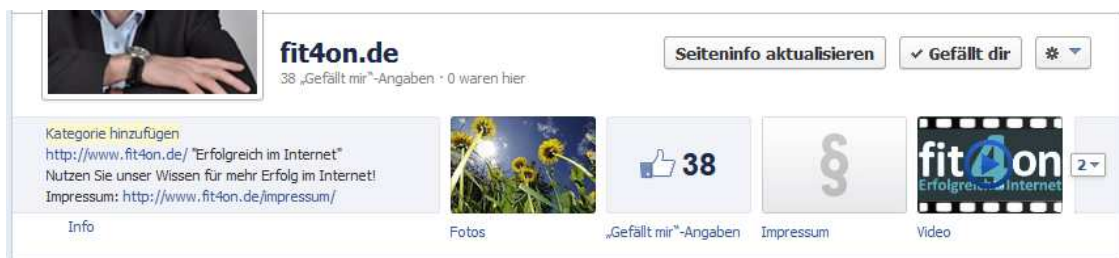 fit4on.de
38 „Gefällt mir“-Angaben · 0 waren hier
Seiteninfo aktualisieren
✓ Gefällt dir
Kategorie hinzufügen
http://www.fit4on.de/ "Erfolgreich im Internet"
Nutzen Sie unser Wissen für mehr Erfolg im Internet!
Impressum: http://www.fit4on.de/impressum/
Info
Fotos
38
„Gefällt mir“-Angaben
§
Impressum
fit4on
Erfolgreich Internet
Video
2